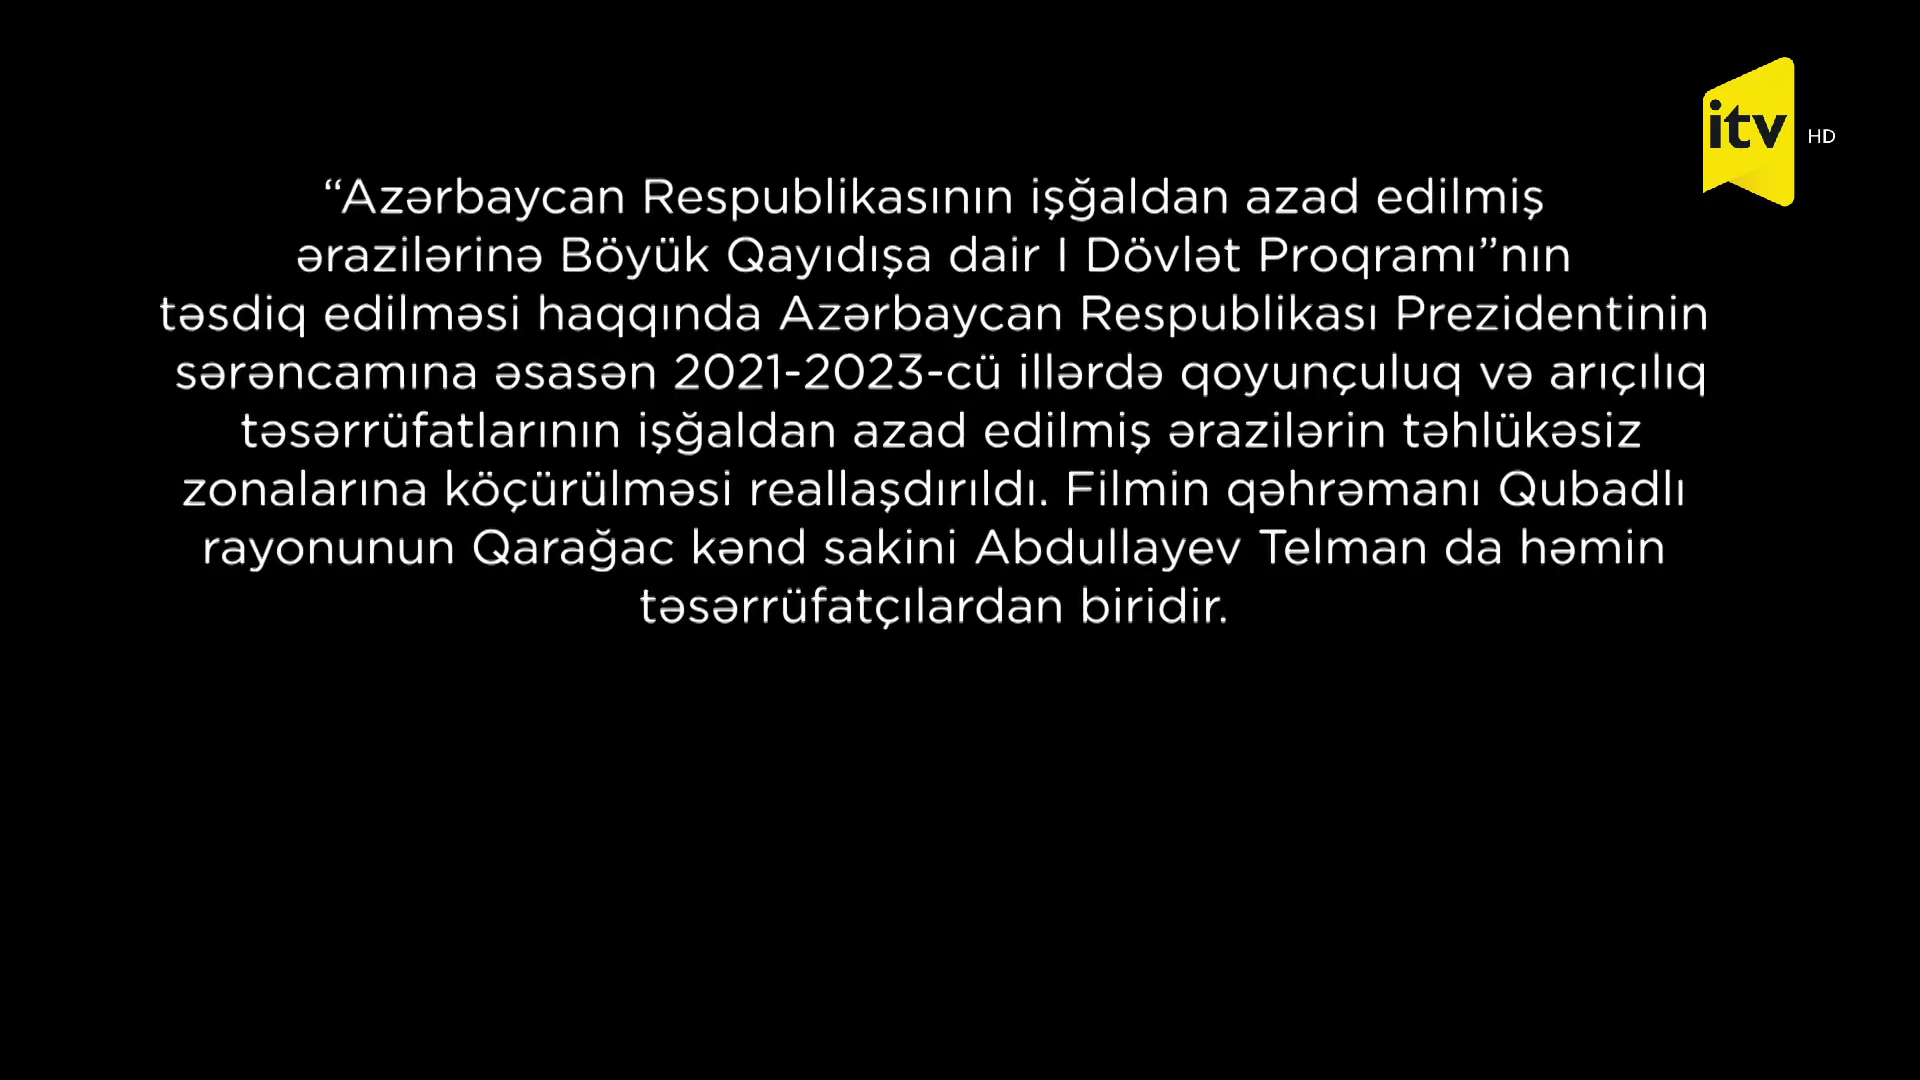 itv HD
“Azərbaycan Respublikasının işğaldan azad edilmiş
ərazilərinə Böyük Qayıdışa dair I Dövlət Proqramı”nın
təsdiq edilməsi haqqında Azərbaycan Respublikası Prezidentinin
sərəncamına əsasən 2021-2023-cü illərdə qoyunçuluq və arıçılıq
təsərrüfatlarının işğaldan azad edilmiş ərazilərin təhlükəsiz
zonalarına köçürülməsi reallaşdırıldı. Filmin qəhrəmanı Qubadlı
rayonunun Qarağac kənd sakini Abdullayev Telman da həmin
təsərrüfatçılardan biridir.